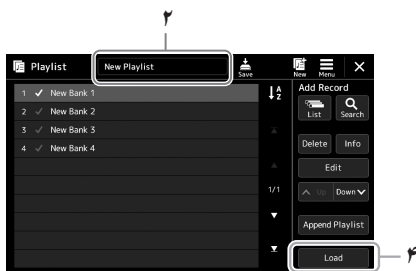 ۲
Playlist New Playlist Save New Menu
1 New Bank 1
2 New Bank 2
3 New Bank 3
4 New Bank 4
A
Z
1/1
Add Record
List Search
Delete Info
Edit
Up Down
Append Playlist
Load
۴